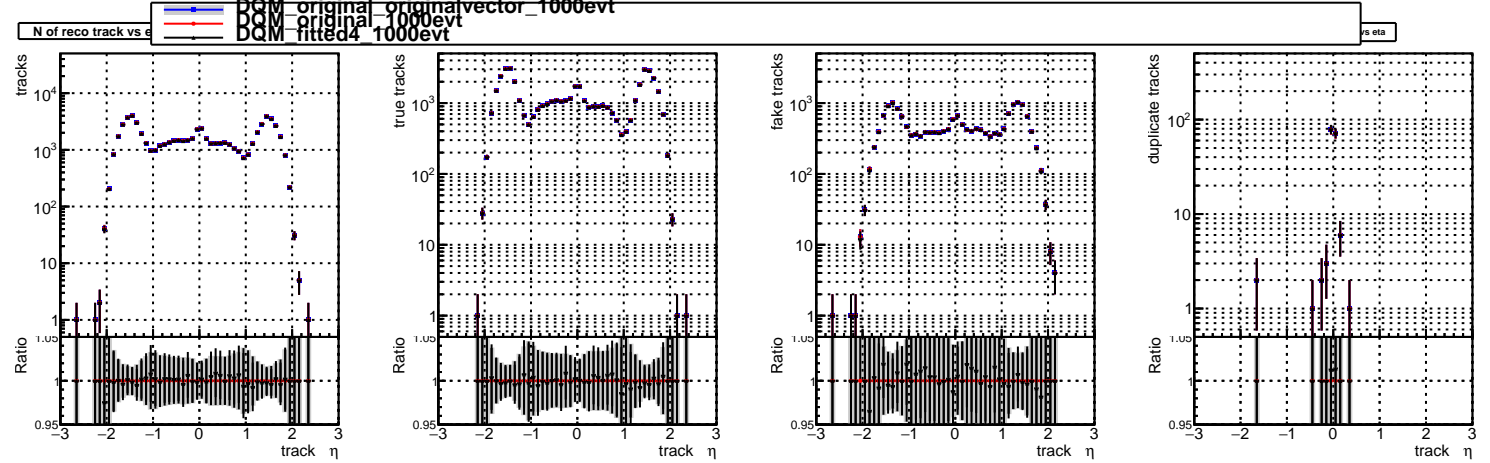 DQM_original_originalvector_1000evt
DQM_original_1000evt
DQM_fitted4_1000evt
N of reco track vs e
vs eta
tracks
10⁴
10³
10²
10
1
Ratio
1.05
1
0.95
−3 −2 −1 0 1 2 3
track η
true tracks
10³
10²
10
1
Ratio
1.05
1
0.95
−3 −2 −1 0 1 2 3
track η
fake tracks
10³
10²
10
1
Ratio
1.05
1
0.95
−3 −2 −1 0 1 2 3
track η
duplicate tracks
10²
10
1
Ratio
1.05
1
0.95
−3 −2 −1 0 1 2 3
track η